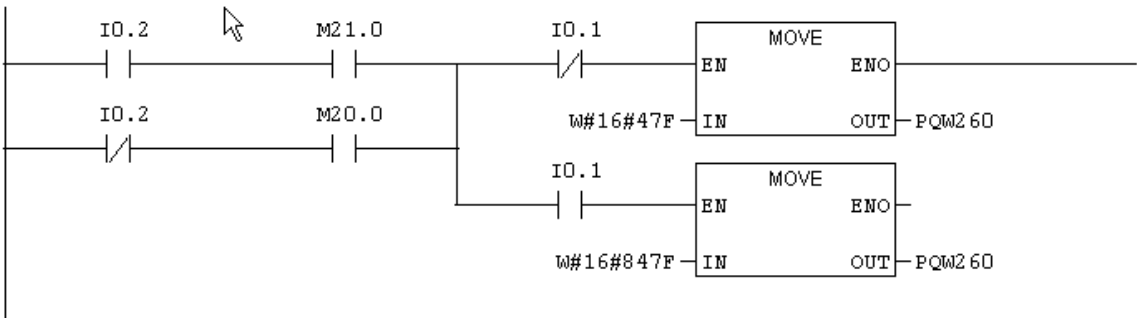 I0.2 M21.0 I0.1 MOVE
EN ENO
I0.2 M20.0 W#16#47F IN OUT PQW260
I0.1 MOVE
EN ENO
W#16#847F IN OUT PQW260